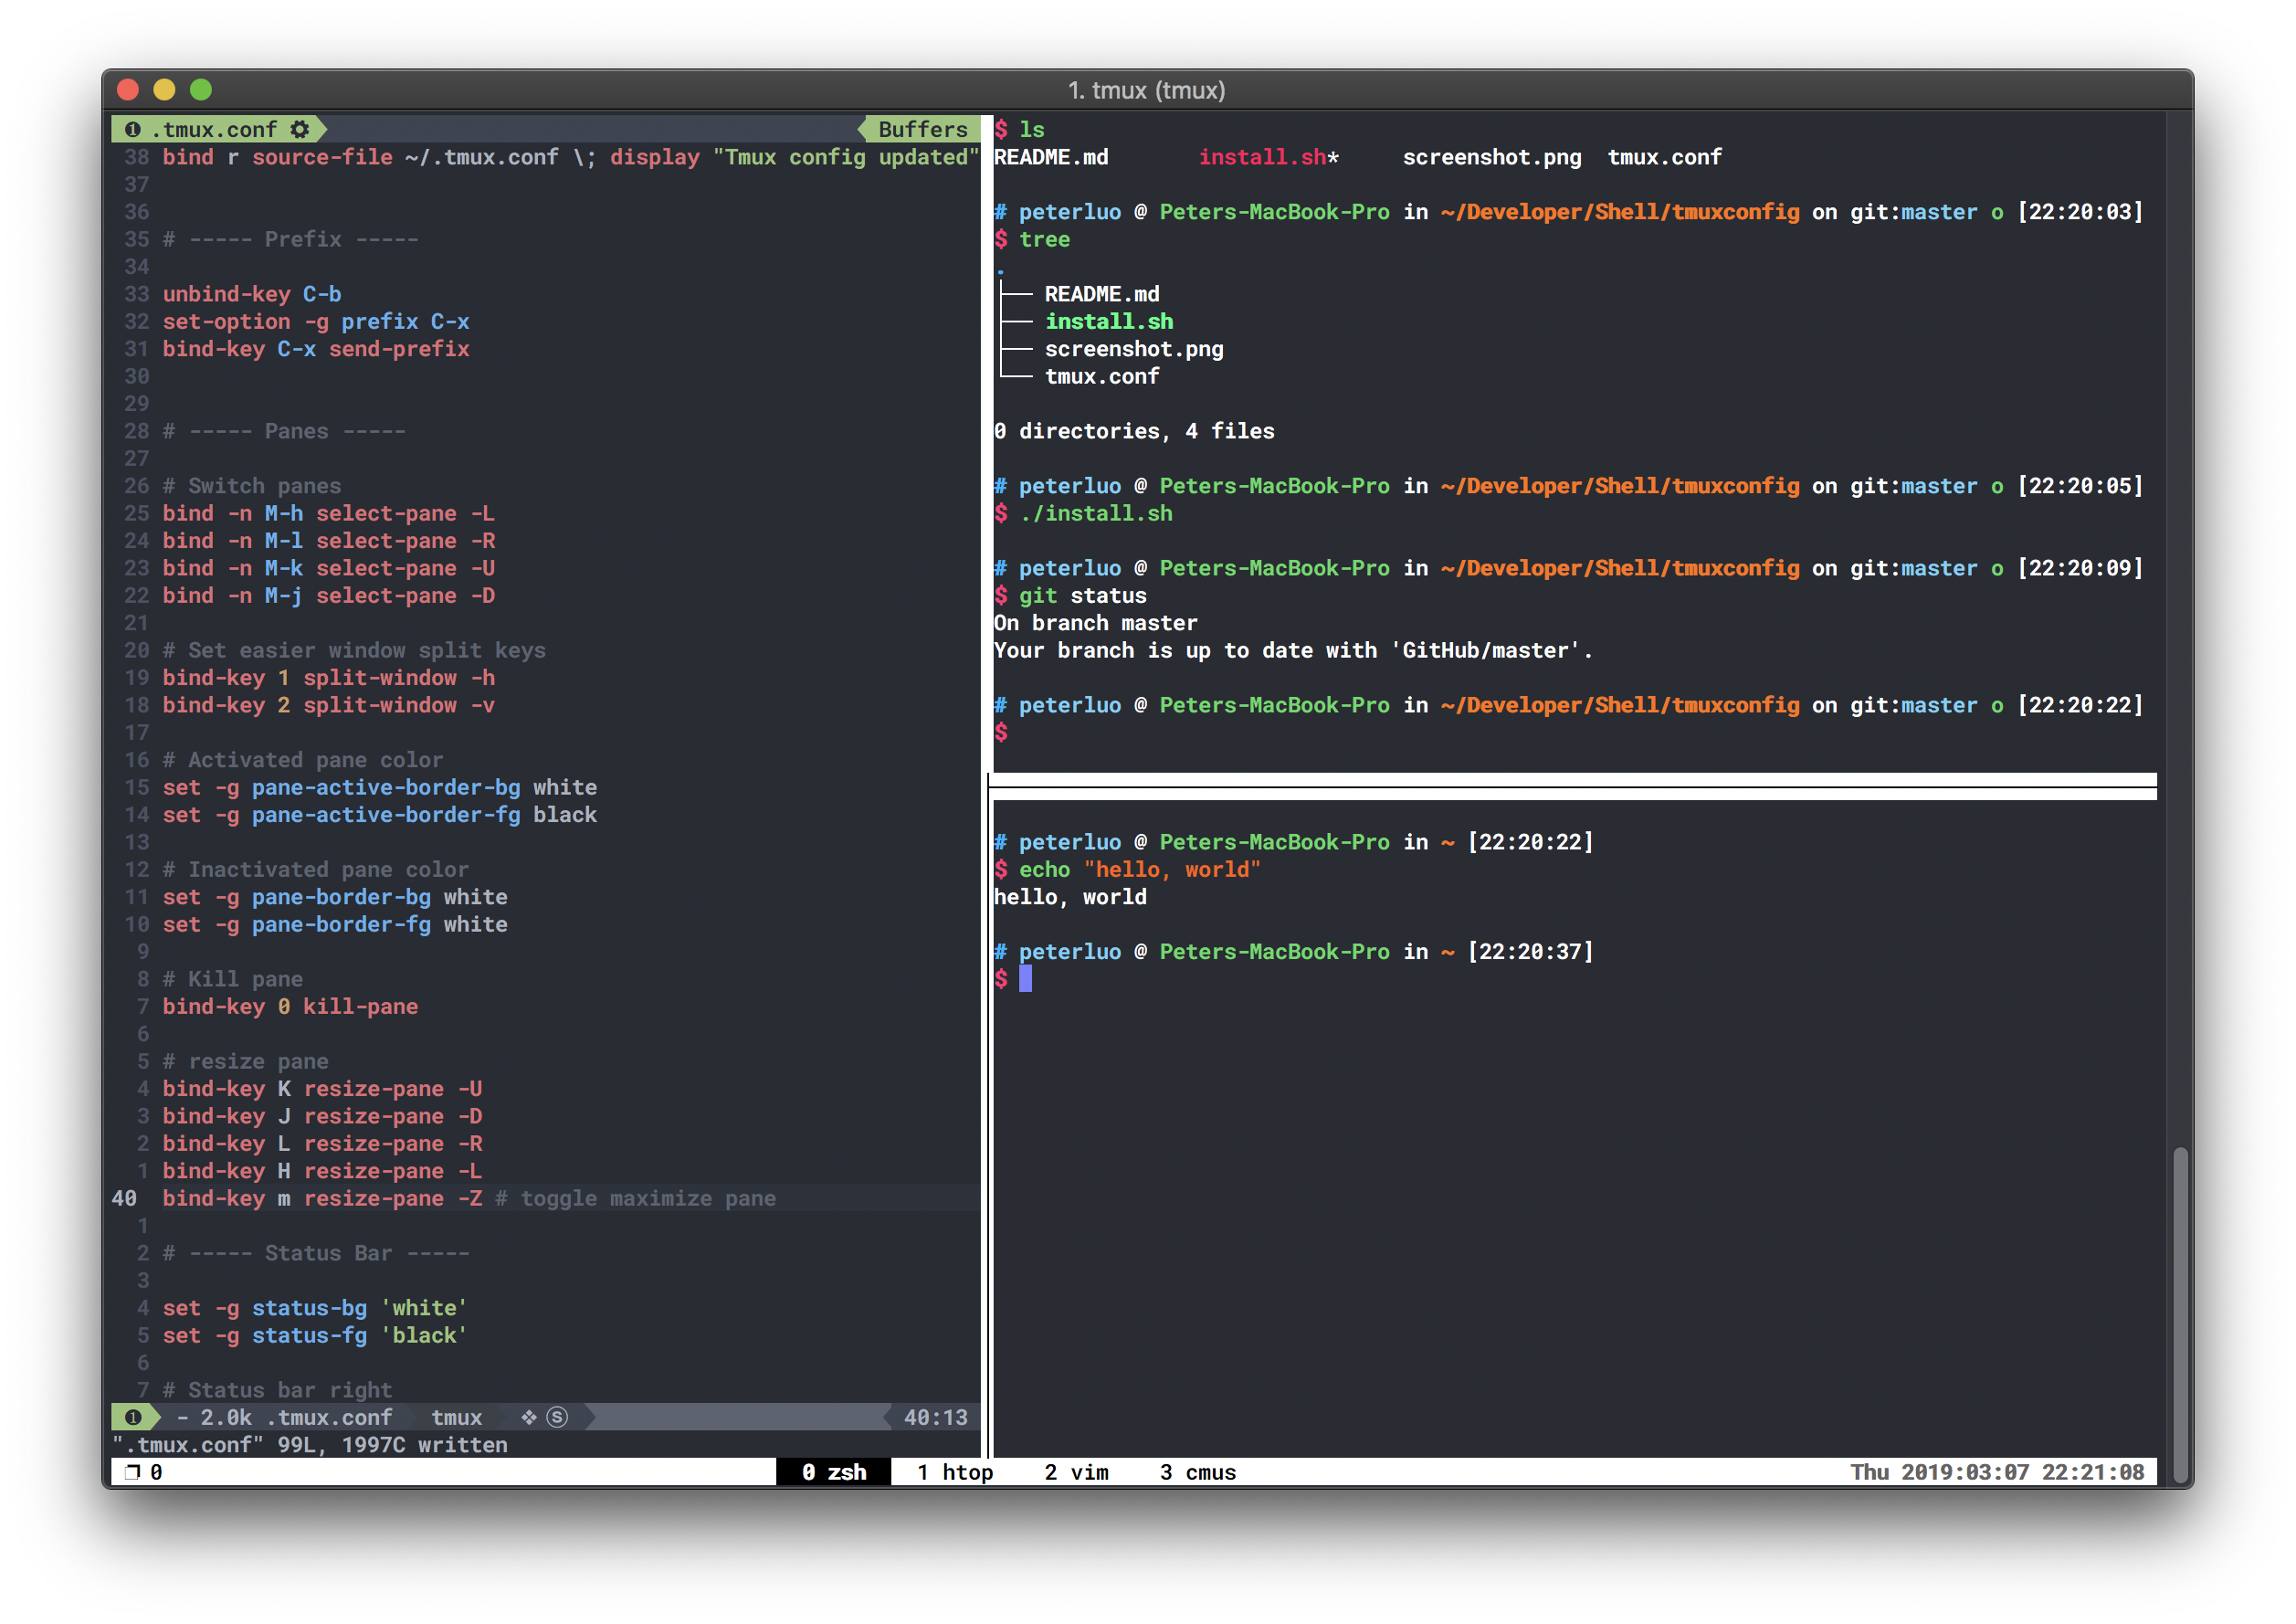 1. tmux (tmux)
❶ .tmux.conf ⚙ Buffers
38 bind r source-file ~/.tmux.conf \; display "Tmux config updated"
37
36
35 # ----- Prefix -----
34
33 unbind-key C-b
32 set-option -g prefix C-x
31 bind-key C-x send-prefix
30
29
28 # ----- Panes -----
27
26 # Switch panes
25 bind -n M-h select-pane -L
24 bind -n M-l select-pane -R
23 bind -n M-k select-pane -U
22 bind -n M-j select-pane -D
21
20 # Set easier window split keys
19 bind-key 1 split-window -h
18 bind-key 2 split-window -v
17
16 # Activated pane color
15 set -g pane-active-border-bg white
14 set -g pane-active-border-fg black
13
12 # Inactivated pane color
11 set -g pane-border-bg white
10 set -g pane-border-fg white
9
8 # Kill pane
7 bind-key 0 kill-pane
6
5 # resize pane
4 bind-key K resize-pane -U
3 bind-key J resize-pane -D
2 bind-key L resize-pane -R
1 bind-key H resize-pane -L
40 bind-key m resize-pane -Z # toggle maximize pane
1
2 # ----- Status Bar -----
3
4 set -g status-bg 'white'
5 set -g status-fg 'black'
6
7 # Status bar right
❶ - 2.0k .tmux.conf tmux ❖ Ⓢ 40:13
".tmux.conf" 99L, 1997C written
$ ls
README.md install.sh* screenshot.png tmux.conf
# peterluo @ Peters-MacBook-Pro in ~/Developer/Shell/tmuxconfig on git:master o [22:20:03]
$ tree
.
├── README.md
├── install.sh
├── screenshot.png
└── tmux.conf
0 directories, 4 files
# peterluo @ Peters-MacBook-Pro in ~/Developer/Shell/tmuxconfig on git:master o [22:20:05]
$ ./install.sh
# peterluo @ Peters-MacBook-Pro in ~/Developer/Shell/tmuxconfig on git:master o [22:20:09]
$ git status
On branch master
Your branch is up to date with 'GitHub/master'.
# peterluo @ Peters-MacBook-Pro in ~/Developer/Shell/tmuxconfig on git:master o [22:20:22]
$
# peterluo @ Peters-MacBook-Pro in ~ [22:20:22]
$ echo "hello, world"
hello, world
# peterluo @ Peters-MacBook-Pro in ~ [22:20:37]
$
❐ 0 0 zsh 1 htop 2 vim 3 cmus Thu 2019:03:07 22:21:08